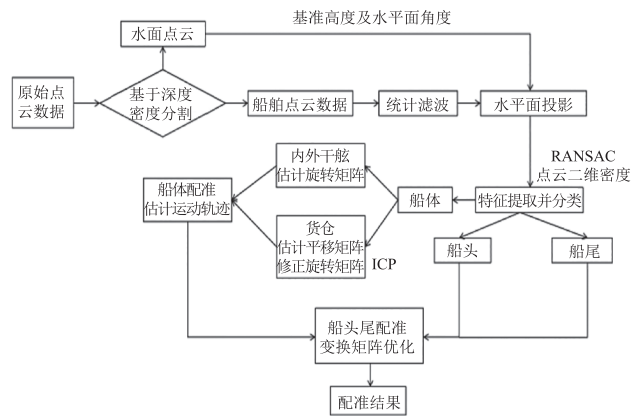 水面点云
基准高度及水平面角度
原始点
云数据
基于深度
密度分割
船舶点云数据
统计滤波
水平面投影
RANSAC
点云二维密度
内外干舷
估计旋转矩阵
船体配准
估计运动轨迹
船体
特征提取并分类
货仓
估计平移矩阵
修正旋转矩阵
ICP
船头
船尾
船头尾配准
变换矩阵优化
配准结果